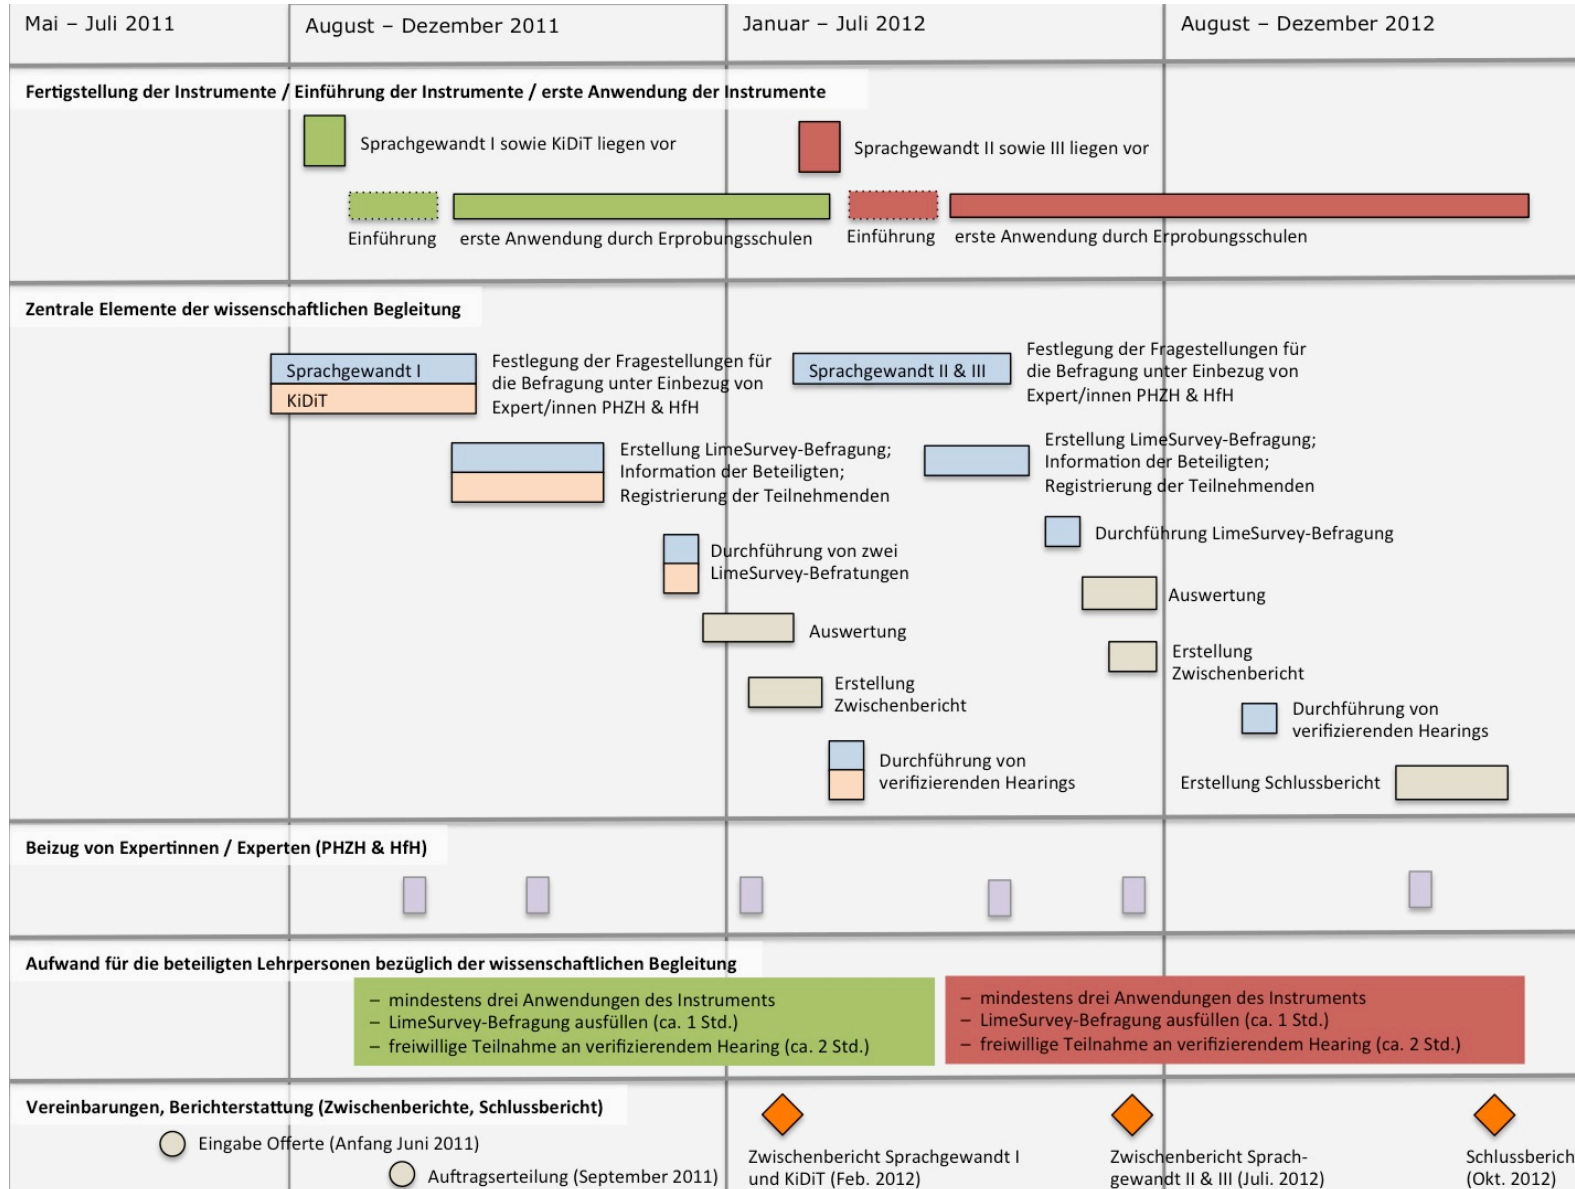 Mai – Juli 2011
August – Dezember 2011
Januar – Juli 2012
August – Dezember 2012
Fertigstellung der Instrumente / Einführung der Instrumente / erste Anwendung der Instrumente
Sprachgewandt I sowie KiDiT liegen vor
Sprachgewandt II sowie III liegen vor
Einführung
erste Anwendung durch Erprobungsschulen
Einführung
erste Anwendung durch Erprobungsschulen
Zentrale Elemente der wissenschaftlichen Begleitung
Sprachgewandt I
KiDiT
Festlegung der Fragestellungen für
die Befragung unter Einbezug von
Expert/innen PHZH & HfH
Sprachgewandt II & III
Festlegung der Fragestellungen für
die Befragung unter Einbezug von
Expert/innen PHZH & HfH
Erstellung LimeSurvey-Befragung;
Information der Beteiligten;
Registrierung der Teilnehmenden
Erstellung LimeSurvey-Befragung;
Information der Beteiligten;
Registrierung der Teilnehmenden
Durchführung von zwei
LimeSurvey-Befratungen
Durchführung LimeSurvey-Befragung
Auswertung
Auswertung
Erstellung
Zwischenbericht
Erstellung
Zwischenbericht
Durchführung von
verifizierenden Hearings
Durchführung von
verifizierenden Hearings
Erstellung Schlussbericht
Beizug von Expertinnen / Experten (PHZH & HfH)
Aufwand für die beteiligten Lehrpersonen bezüglich der wissenschaftlichen Begleitung
– mindestens drei Anwendungen des Instruments
– LimeSurvey-Befragung ausfüllen (ca. 1 Std.)
– freiwillige Teilnahme an verifizierendem Hearing (ca. 2 Std.)
– mindestens drei Anwendungen des Instruments
– LimeSurvey-Befragung ausfüllen (ca. 1 Std.)
– freiwillige Teilnahme an verifizierendem Hearing (ca. 2 Std.)
Vereinbarungen, Berichterstattung (Zwischenberichte, Schlussbericht)
Eingabe Offerte (Anfang Juni 2011)
Auftragserteilung (September 2011)
Zwischenbericht Sprachgewandt I
und KiDiT (Feb. 2012)
Zwischenbericht Sprach-
gewandt II & III (Juli. 2012)
Schlussberich
(Okt. 2012)